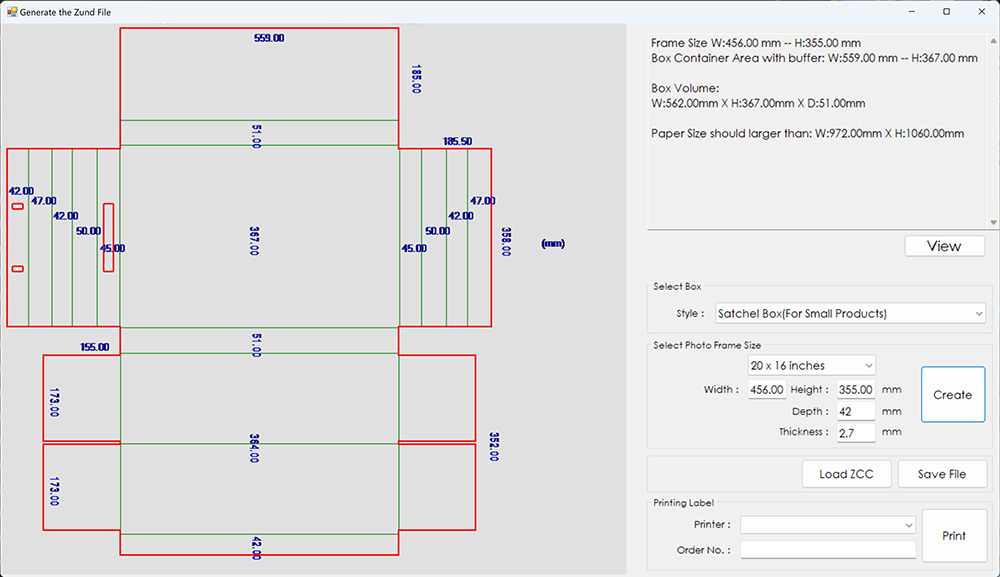 Generate the Zund File
559.00
185.00
51.00
185.50
42.00
47.00
42.00
50.00
45.00
367.00
47.00
42.00
50.00
45.00
358.00
(mm)
51.00
155.00
173.00
364.00
352.00
173.00
42.00
Frame Size W:456.00 mm -- H:355.00 mm
Box Container Area with buffer: W:559.00 mm -- H:367.00 mm
Box Volume:
W:562.00mm X H:367.00mm X D:51.00mm
Paper Size should larger than: W:972.00mm X H:1060.00mm
View
Select Box
Style : Satchel Box(For Small Products)
Select Photo Frame Size
20 x 16 inches
Width : 456.00 Height : 355.00 mm
Depth : 42 mm
Thickness : 2.7 mm
Create
Load ZCC Save File
Printing Label
Printer :
Order No. :
Print